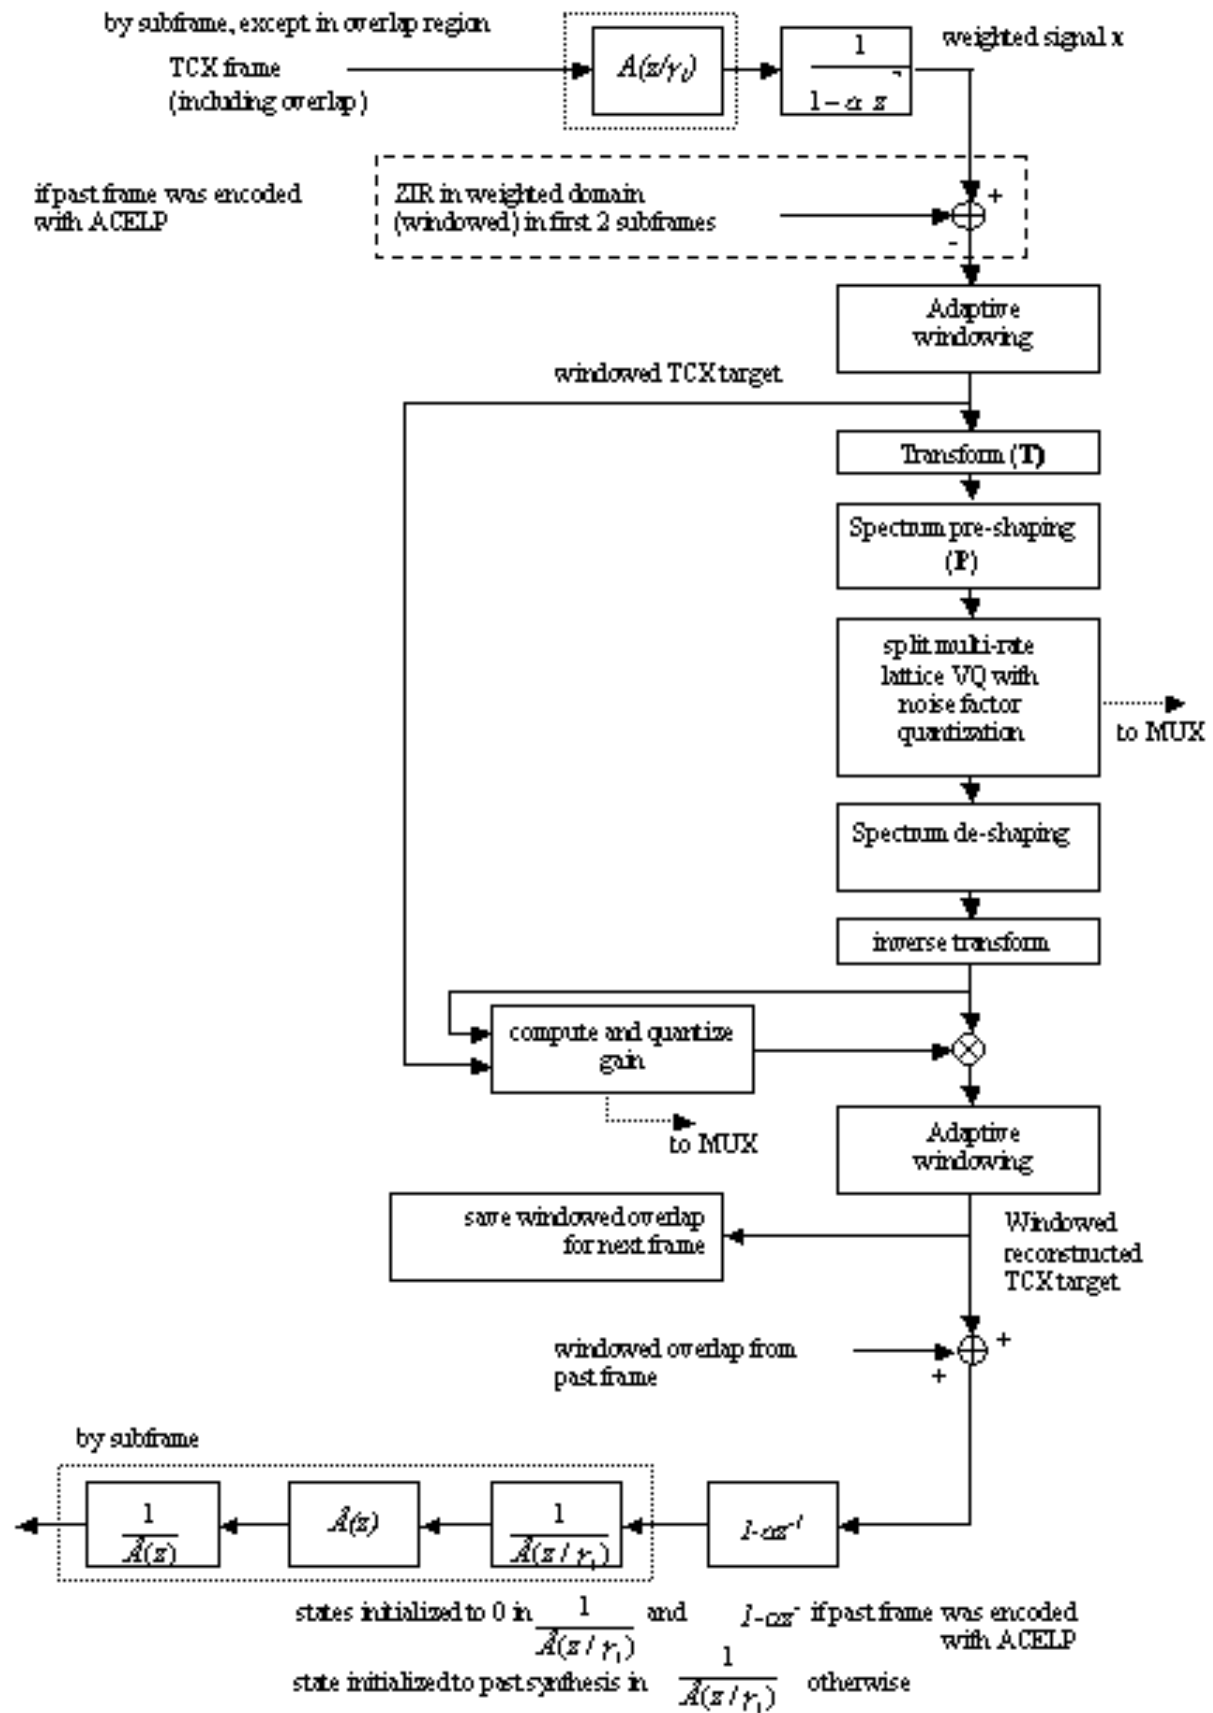 by subframe, except in overlap region
TCX frame
(including overlap)
A(z/γ₁)
1
1 – α z⁻
weighted signal x
if past frame was encoded
with ACELP
ZIR in weighted domain
(windowed) in first 2 subframes
+
-
Adaptive
windowing
windowed TCX target
Transform (T)
Spectrum pre-shaping
(P)
split multi-rate
lattice VQ with
noise factor
quantization
to MUX
Spectrum de-shaping
inverse transform
compute and quantize
gain
to MUX
Adaptive
windowing
save windowed overlap
for next frame
Windowed
reconstructed
TCX target
windowed overlap from
past frame
+
+
by subframe
1
Â(z)
Â(z)
1
Â(z / γ₁)
1-αz⁻¹
states initialized to 0 in 1 / Â(z / γ₁) and 1-αz⁻ if past frame was encoded
with ACELP
state initialized to past synthesis in 1 / Â(z / γ₁) otherwise